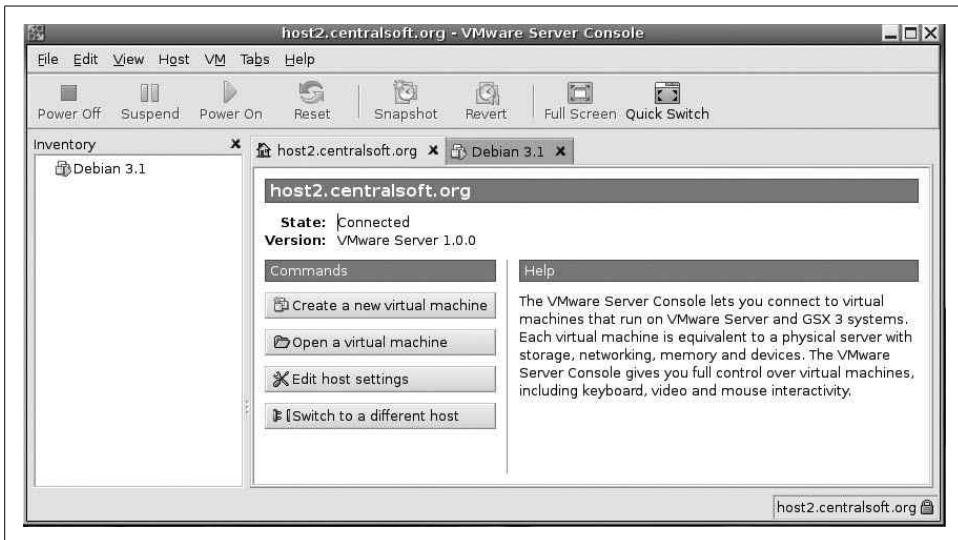 host2.centralsoft.org - VMware Server Console
File Edit View Host VM Tabs Help
Power Off Suspend Power On Reset Snapshot Revert Full Screen Quick Switch
Inventory
Debian 3.1
host2.centralsoft.org Debian 3.1
host2.centralsoft.org
State: Connected
Version: VMware Server 1.0.0
Commands
Create a new virtual machine
Open a virtual machine
Edit host settings
Switch to a different host
Help
The VMware Server Console lets you connect to virtual
machines that run on VMware Server and GSX 3 systems.
Each virtual machine is equivalent to a physical server with
storage, networking, memory and devices. The VMware
Server Console gives you full control over virtual machines,
including keyboard, video and mouse interactivity.
host2.centralsoft.org